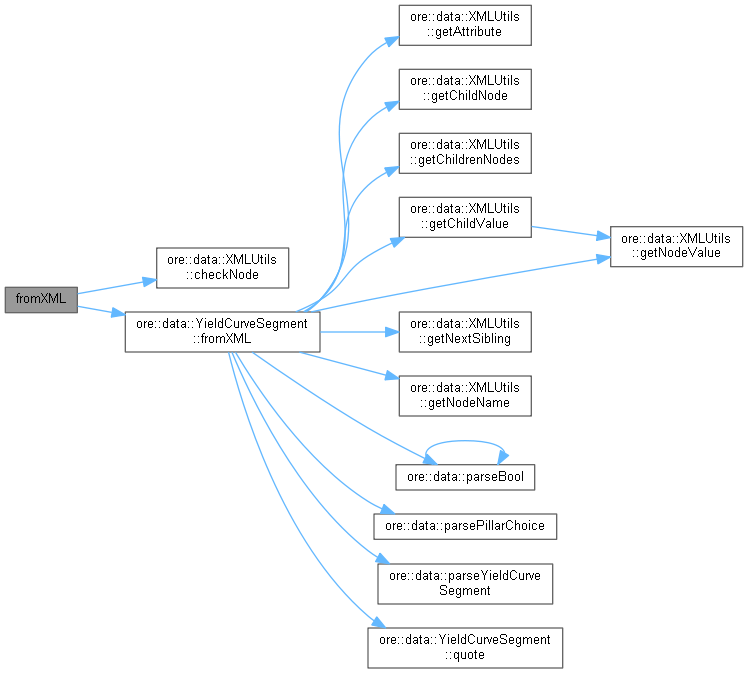 fromXML
ore::data::XMLUtils
::checkNode
ore::data::YieldCurveSegment
::fromXML
ore::data::XMLUtils
::getAttribute
ore::data::XMLUtils
::getChildNode
ore::data::XMLUtils
::getChildrenNodes
ore::data::XMLUtils
::getChildValue
ore::data::XMLUtils
::getNodeValue
ore::data::XMLUtils
::getNextSibling
ore::data::XMLUtils
::getNodeName
ore::data::parseBool
ore::data::parsePillarChoice
ore::data::parseYieldCurve
Segment
ore::data::YieldCurveSegment
::quote